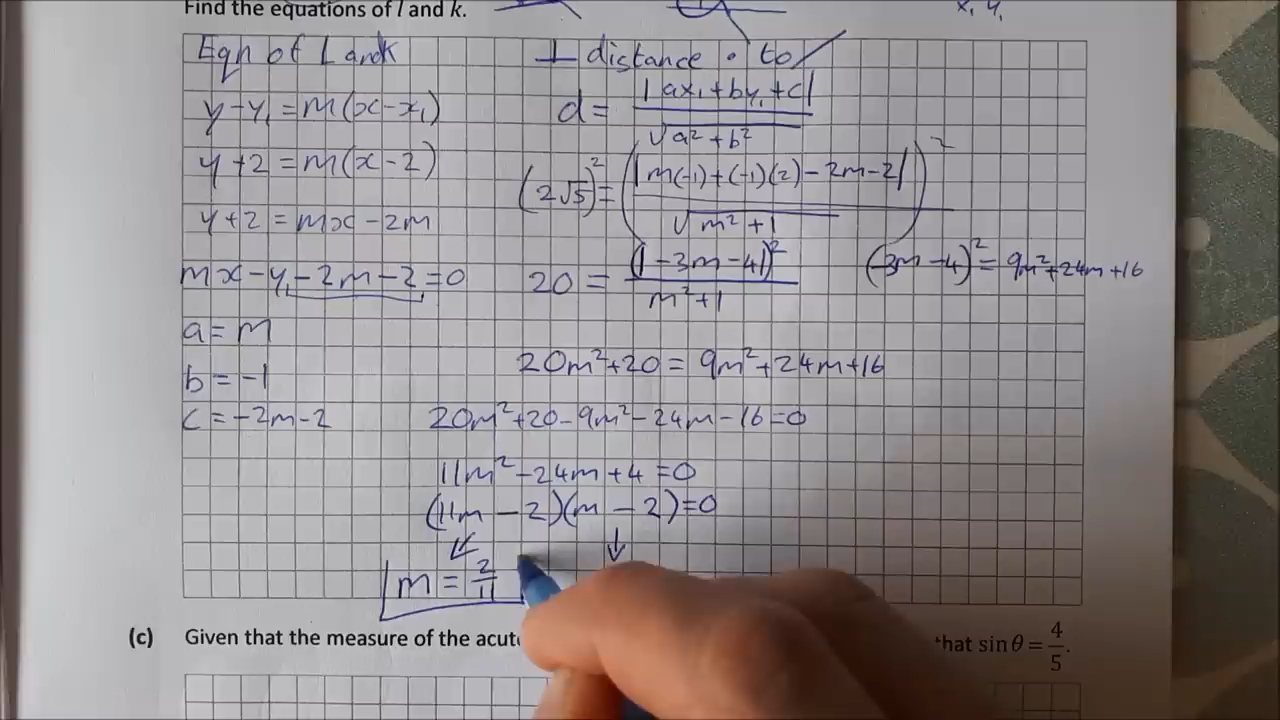 Find the equations of l and k.
x₁ y₁
Eqn of L and K
y-y₁ = m(x-x₁)
y+2 = m(x-2)
y+2 = mx-2m
mx-y-2m-2=0
a = m
b = -1
c = -2m-2
⊥ distance • to /
d = |ax₁+by₁+c| / √a²+b²
(2√5)² = (|m(-1)+(-1)(2)-2m-2| / √m²+1)²
20 = (|-3m-4|)² / m²+1
(-3m-4)² = 9m²+24m+16
20m²+20 = 9m²+24m+16
20m²+20-9m²-24m-16=0
11m²-24m+4=0
(11m-2)(m-2)=0
↙ ↓
m = 2/11
(c) Given that the measure of the acut that sin θ = 4/5.